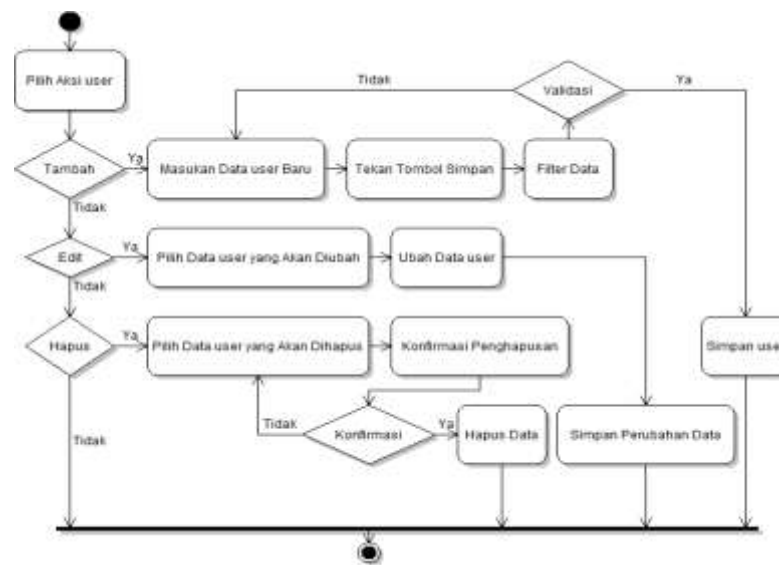 Pilih Aksi user
Tidak
Validasi
Ya
Tambah
Ya
Masukan Data user Baru
Tekan Tombol Simpan
Filter Data
Tidak
Edit
Ya
Pilih Data user yang Akan Diubah
Ubah Data user
Tidak
Hapus
Ya
Pilih Data user yang Akan Dihapus
Konfirmasi Penghapusan
Simpan user
Tidak
Tidak
Konfirmasi
Ya
Hapus Data
Simpan Perubahan Data